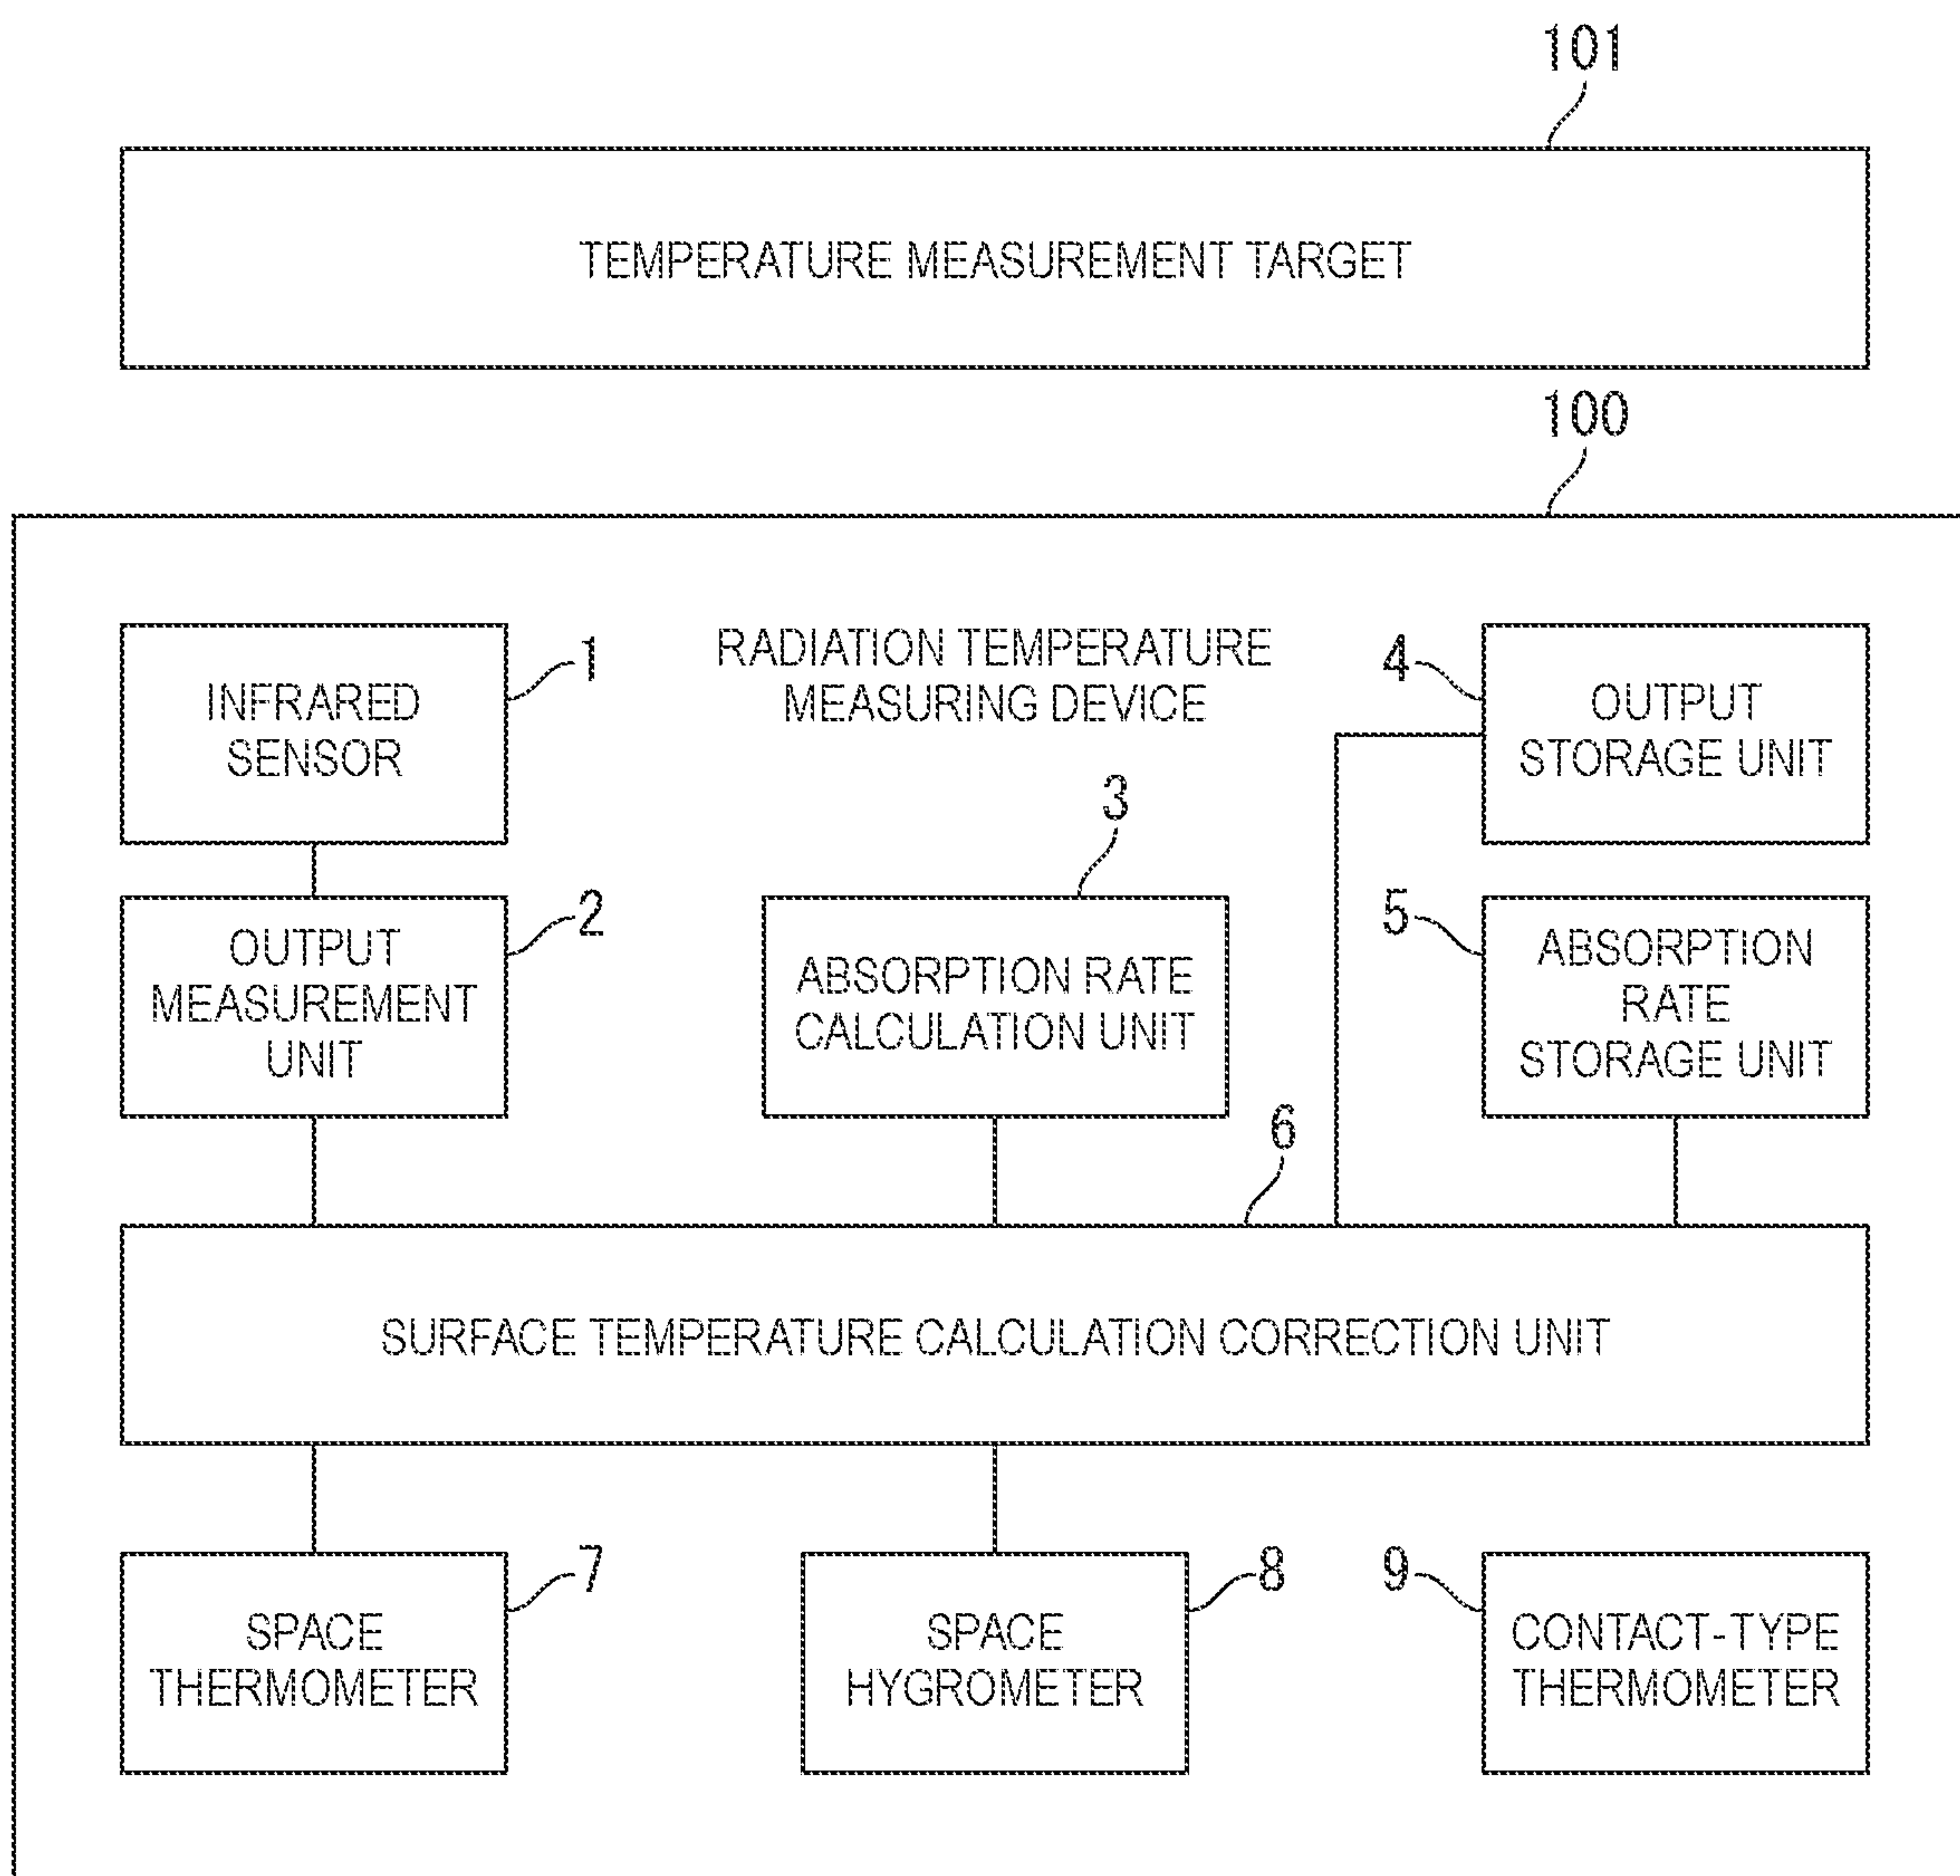 101
TEMPERATURE MEASUREMENT TARGET
100
RADIATION TEMPERATURE
MEASURING DEVICE
INFRARED
SENSOR
1
4
OUTPUT
STORAGE UNIT
OUTPUT
MEASUREMENT
UNIT
2
3
ABSORPTION RATE
CALCULATION UNIT
5
ABSORPTION
RATE
STORAGE UNIT
6
SURFACE TEMPERATURE CALCULATION CORRECTION UNIT
SPACE
THERMOMETER
7
SPACE
HYGROMETER
8
9
CONTACT-TYPE
THERMOMETER